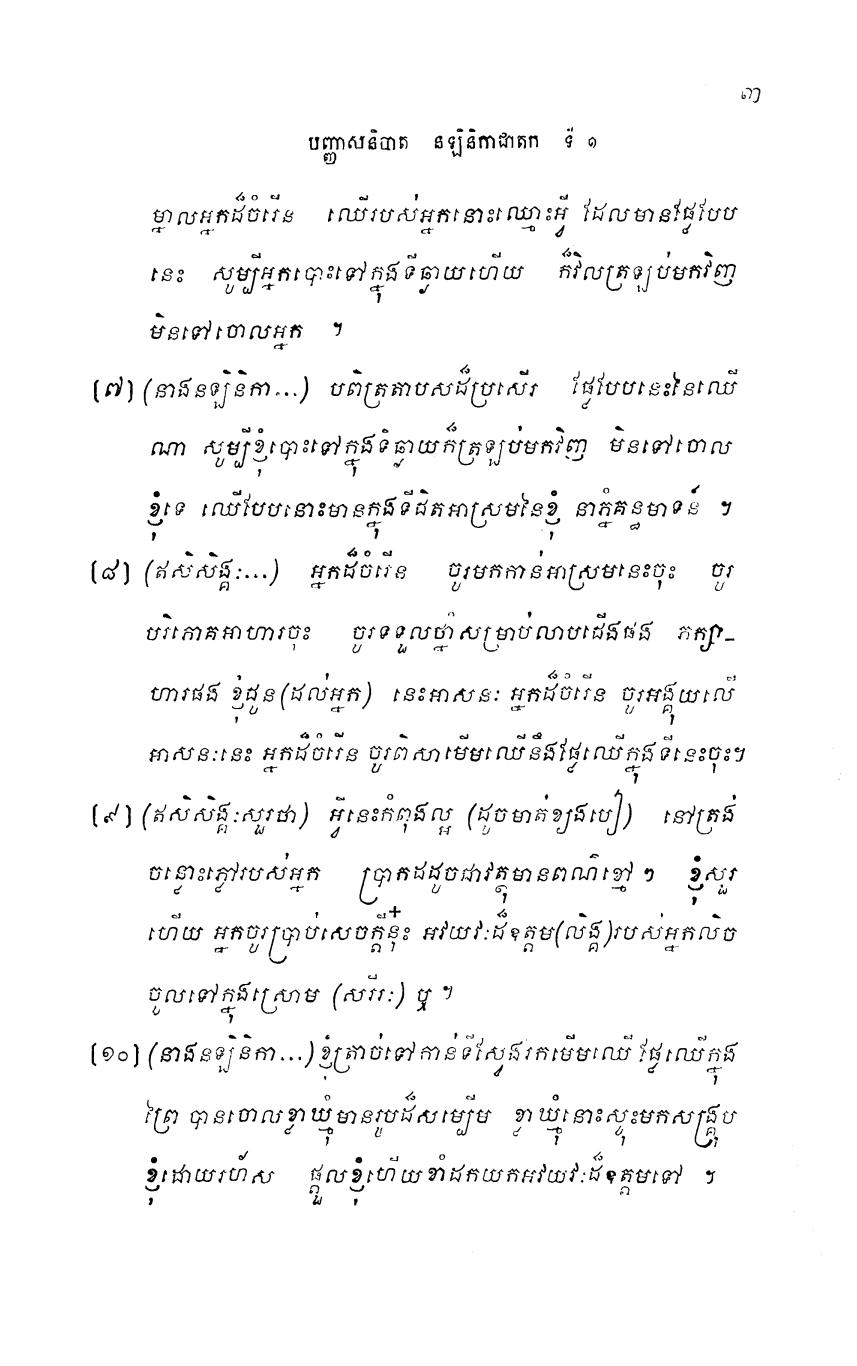 ៣
បញ្ញាសនិបាត នឡិនិកាជាតក ទី ១
ម្នាលអ្នកដ៏ចំរើន ឈើរបស់អ្នកនោះឈ្មោះអ្វី ដែលមានផ្លែបែប
នេះ សូម្បីអ្នកបោះទៅក្នុងទីឆ្ងាយហើយ ក៏វិលត្រឡប់មកវិញ
មិនទៅចោលអ្នក ។
(៧) (នាងនឡិនិកា...) បពិត្រតាបសដ៏ប្រសើរ ផ្លែបែបនេះនៃឈើ
ណា សូម្បីខ្ញុំបោះទៅក្នុងទីឆ្ងាយក៏ត្រឡប់មកវិញ មិនទៅចោល
ខ្ញុំទេ ឈើបែបនោះមានក្នុងទីជិតអាស្រមនៃខ្ញុំ នាភ្នំគន្ធមាទន៍ ។
(៨) (ឥសិសិង្គៈ...) អ្នកដ៏ចំរើន ចូរមកកាន់អាស្រមនេះចុះ ចូរ
បរិភោគអាហារចុះ ចូរទទួលថ្នាំសម្រាប់លាបជើងផង ភក្សា-
ហារផង ខ្ញុំជូន(ដល់អ្នក) នេះអាសនៈ អ្នកដ៏ចំរើន ចូរអង្គុយលើ
អាសនៈនេះ អ្នកដ៏ចំរើន ចូរពិសាមើមឈើនឹងផ្លែឈើក្នុងទីនេះចុះ។
(៩) (ឥសិសិង្គៈសួរថា) អ្វីនេះកំពុងល្អ (ដូចមាត់ខ្យងបៀ) នៅត្រង់
ចន្លោះភ្លៅរបស់អ្នក ប្រាកដដូចជាវត្ថុមានពណ៌ខ្មៅ ។ ខ្ញុំសួរ
ហើយ អ្នកចូរប្រាប់សេចក្តីនុ៎ះ អវយវៈដ៏ឧត្តម(លិង្គ)របស់អ្នកលិច
ចូលទៅក្នុងស្រោម (សរីរៈ) ឬ ។
(១០) (នាងនឡិនិកា...) ខ្ញុំត្រាច់ទៅកាន់ទីស្វែងរកមើមឈើ ផ្លែឈើក្នុង
ព្រៃ បានចោលខ្លាឃ្មុំមានរូបដ៏សម្បើម ខ្លាឃ្មុំនោះស្ទុះមកសង្គ្រុប
ខ្ញុំដោយរហ័ស ផ្តួលខ្ញុំហើយខាំដកយកអវយវៈដ៏ឧត្តមទៅ ។